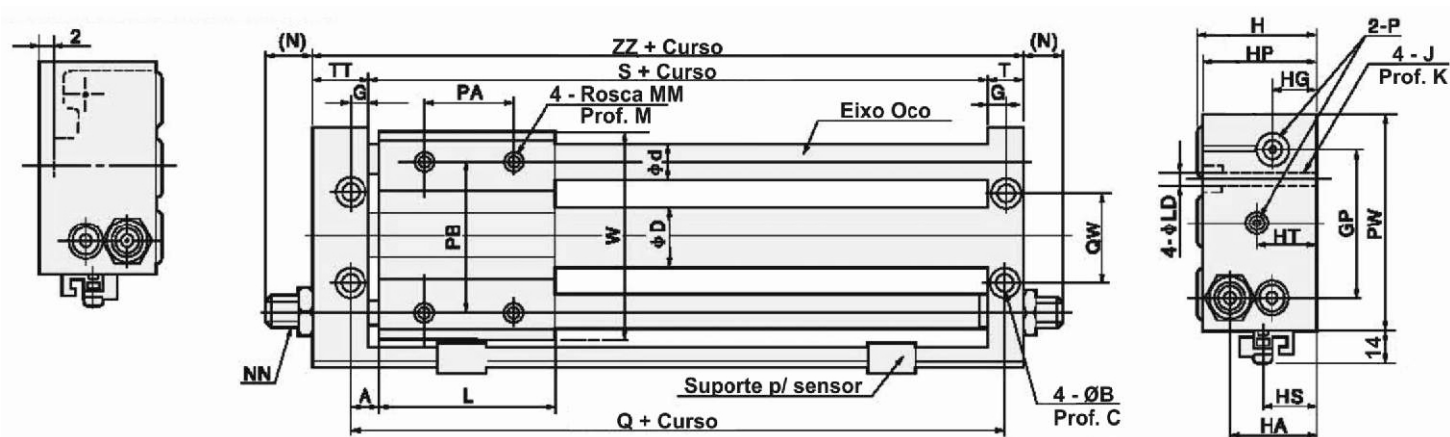 2
(N)
ZZ + Curso
(N)
TT
S + Curso
T
G
PA
4 - Rosca MM
Prof. M
Eixo Oco
G
φd
PB
W
φD
QW
NN
A
L
Suporte p/ sensor
4 - ØB
Prof. C
Q + Curso
H
2-P
HP
4 - J
Prof. K
HG
4-φLD
HT
GP
PW
14
HS
HA